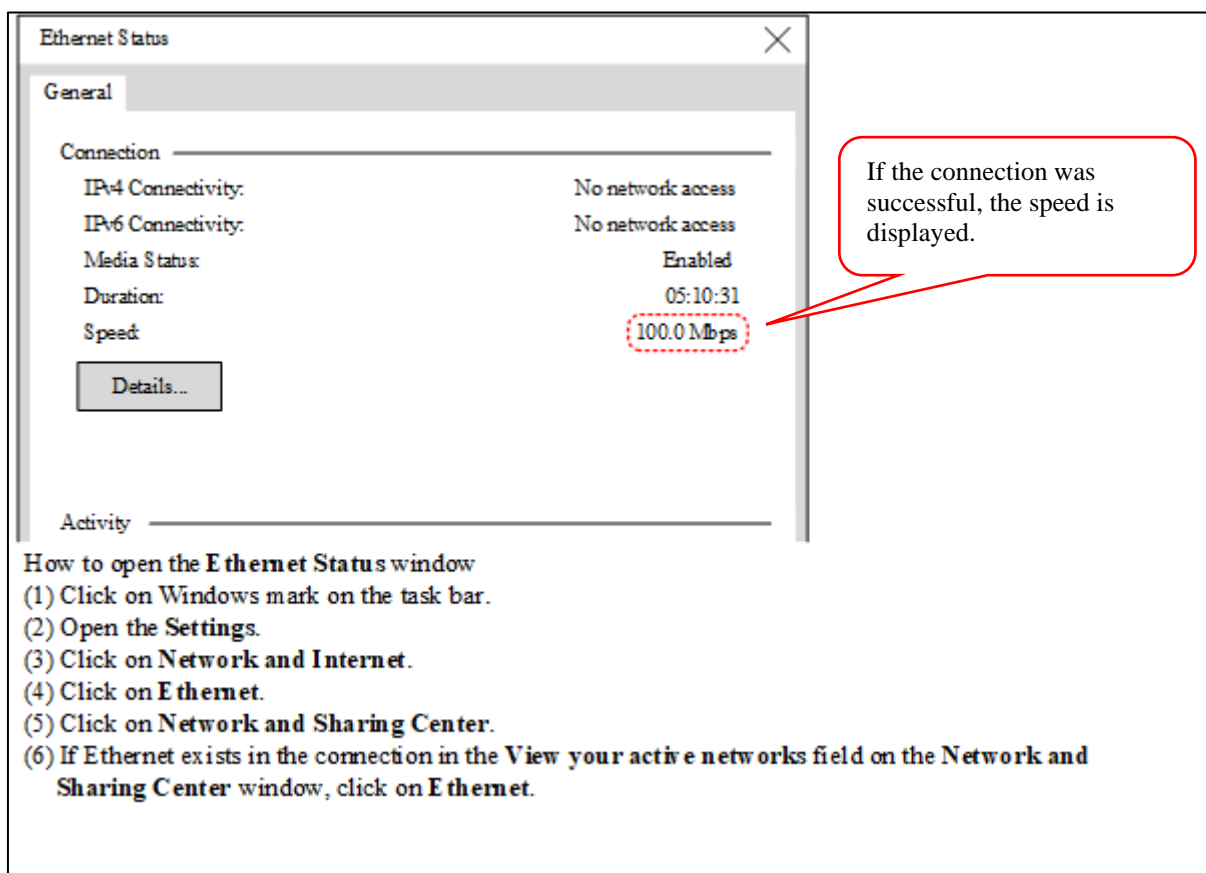 Ethernet Status
General
Connection
IPv4 Connectivity: No network access
IPv6 Connectivity: No network access
Media Status: Enabled
Duration: 05:10:31
Speed: 100.0 Mbps
Details...
Activity
If the connection was
successful, the speed is
displayed.
How to open the Ethernet Status window
(1) Click on Windows mark on the task bar.
(2) Open the Settings.
(3) Click on Network and Internet.
(4) Click on Ethernet.
(5) Click on Network and Sharing Center.
(6) If Ethernet exists in the connection in the View your active networks field on the Network and
Sharing Center window, click on Ethernet.